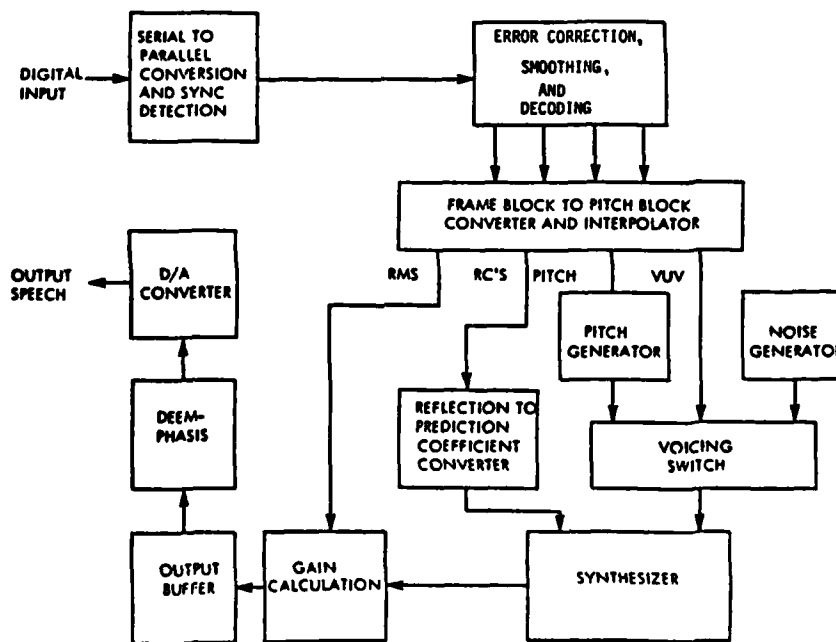 DIGITAL
INPUT
SERIAL TO
PARALLEL
CONVERSION
AND SYNC
DETECTION
ERROR CORRECTION,
SMOOTHING,
AND
DECODING
FRAME BLOCK TO PITCH BLOCK
CONVERTER AND INTERPOLATOR
RMS
RC'S
PITCH
VUV
OUTPUT
SPEECH
D/A
CONVERTER
PITCH
GENERATOR
NOISE
GENERATOR
DEEM-
PHASIS
REFLECTION TO
PREDICTION
COEFFICIENT
CONVERTER
VOICING
SWITCH
OUTPUT
BUFFER
GAIN
CALCULATION
SYNTHESIZER